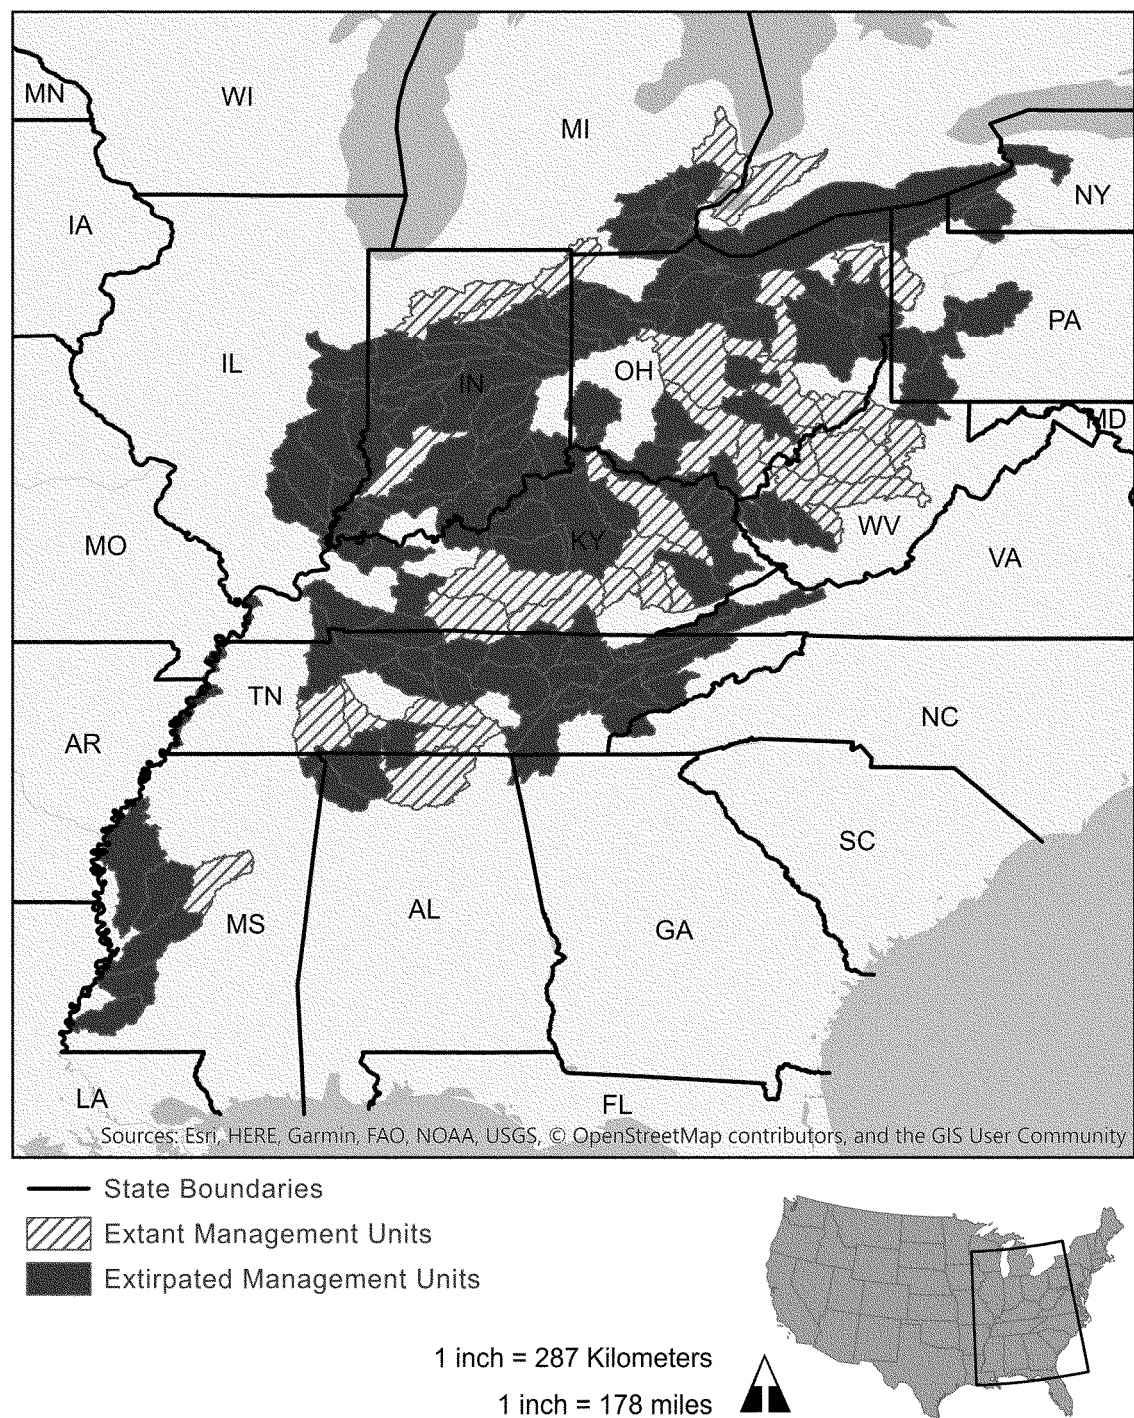 MN
WI
MI
NY
IA
PA
IL
IN
OH
MD
MO
KY
WV
VA
TN
NC
AR
SC
MS
AL
GA
LA
FL
Sources: Esri, HERE, Garmin, FAO, NOAA, USGS, © OpenStreetMap contributors, and the GIS User Community
State Boundaries
Extant Management Units
Extirpated Management Units
1 inch = 287 Kilometers
1 inch = 178 miles